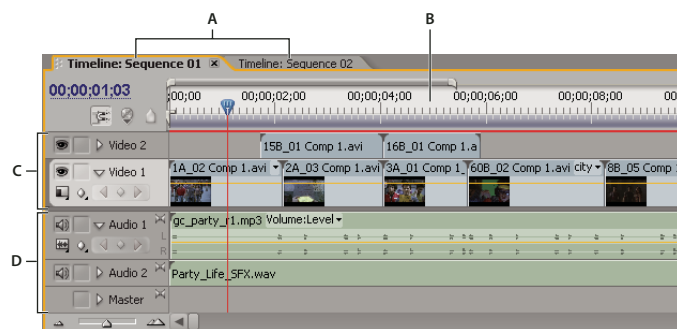 A
B
Timeline: Sequence 01 Timeline: Sequence 02
00;00;01;03
;00;00 00;00;02;00 00;00;04;00 00;00;06;00 00;00;08;00 00
C
Video 2 15B_01 Comp 1.avi 16B_01 Comp 1.a
Video 1 1A_02 Comp 1.avi 2A_03 Comp 1.avi 3A_01 Comp 1_ 60B_02 Comp 1.avi city 8B_05 Comp
D
Audio 1 gc_party_r1.mp3 Volume:Level
L
R
Audio 2 Party_Life_SFX.wav
Master